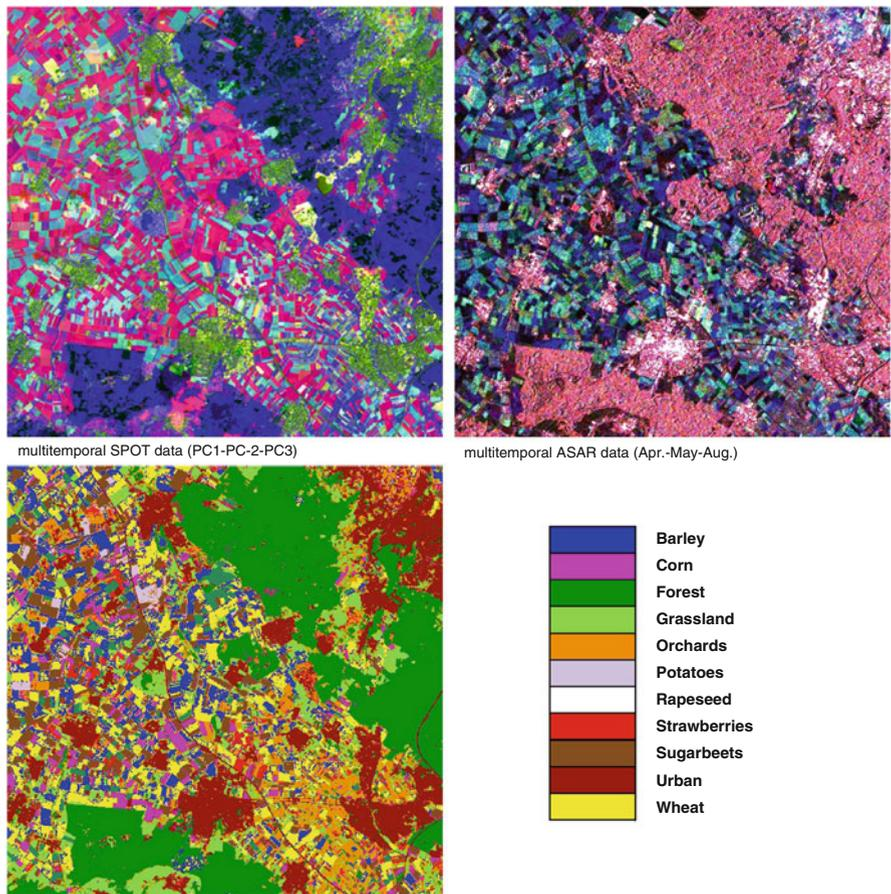 multitemporal SPOT data (PC1-PC-2-PC3)
multitemporal ASAR data (Apr.-May-Aug.)
Barley
Corn
Forest
Grassland
Orchards
Potatoes
Rapeseed
Strawberries
Sugarbeets
Urban
Wheat